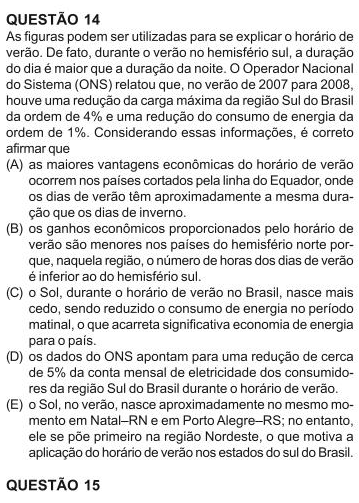 QUESTÃO 14
As figuras podem ser utilizadas para se explicar o horário de
verão. De fato, durante o verão no hemisfério sul, a duração
do dia é maior que a duração da noite. O Operador Nacional
do Sistema (ONS) relatou que, no verão de 2007 para 2008,
houve uma redução da carga máxima da região Sul do Brasil
da ordem de 4% e uma redução do consumo de energia da
ordem de 1%. Considerando essas informações, é correto
afirmar que
(A) as maiores vantagens econômicas do horário de verão
ocorrem nos países cortados pela linha do Equador, onde
os dias de verão têm aproximadamente a mesma dura-
ção que os dias de inverno.
(B) os ganhos econômicos proporcionados pelo horário de
verão são menores nos países do hemisfério norte por-
que, naquela região, o número de horas dos dias de verão
é inferior ao do hemisfério sul.
(C) o Sol, durante o horário de verão no Brasil, nasce mais
cedo, sendo reduzido o consumo de energia no período
matinal, o que acarreta significativa economia de energia
para o país.
(D) os dados do ONS apontam para uma redução de cerca
de 5% da conta mensal de eletricidade dos consumido-
res da região Sul do Brasil durante o horário de verão.
(E) o Sol, no verão, nasce aproximadamente no mesmo mo-
mento em Natal–RN e em Porto Alegre–RS; no entanto,
ele se põe primeiro na região Nordeste, o que motiva a
aplicação do horário de verão nos estados do sul do Brasil.
QUESTÃO 15